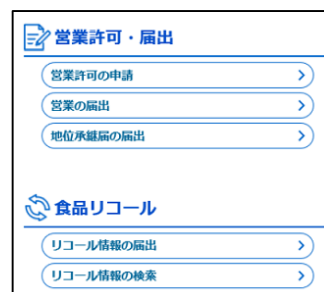 営業許可・届出
営業許可の申請
営業の届出
地位承継届の届出
食品リコール
リコール情報の届出
リコール情報の検索